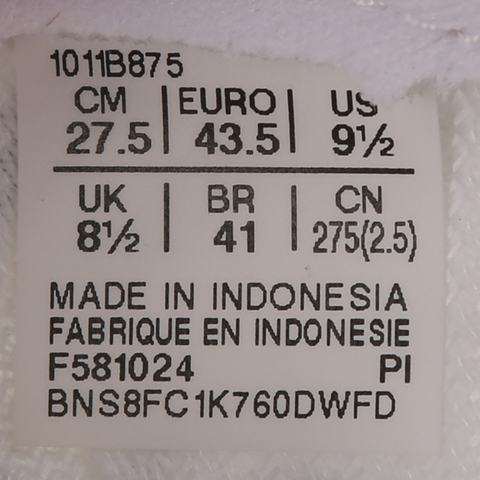 1011B875
CM | EURO | US
27.5 | 43.5 | 9½
UK | BR | CN
8½ | 41 | 275(2.5)
MADE IN INDONESIA
FABRIQUE EN INDONESIE
F581024 PI
BNS8FC1K760DWFD